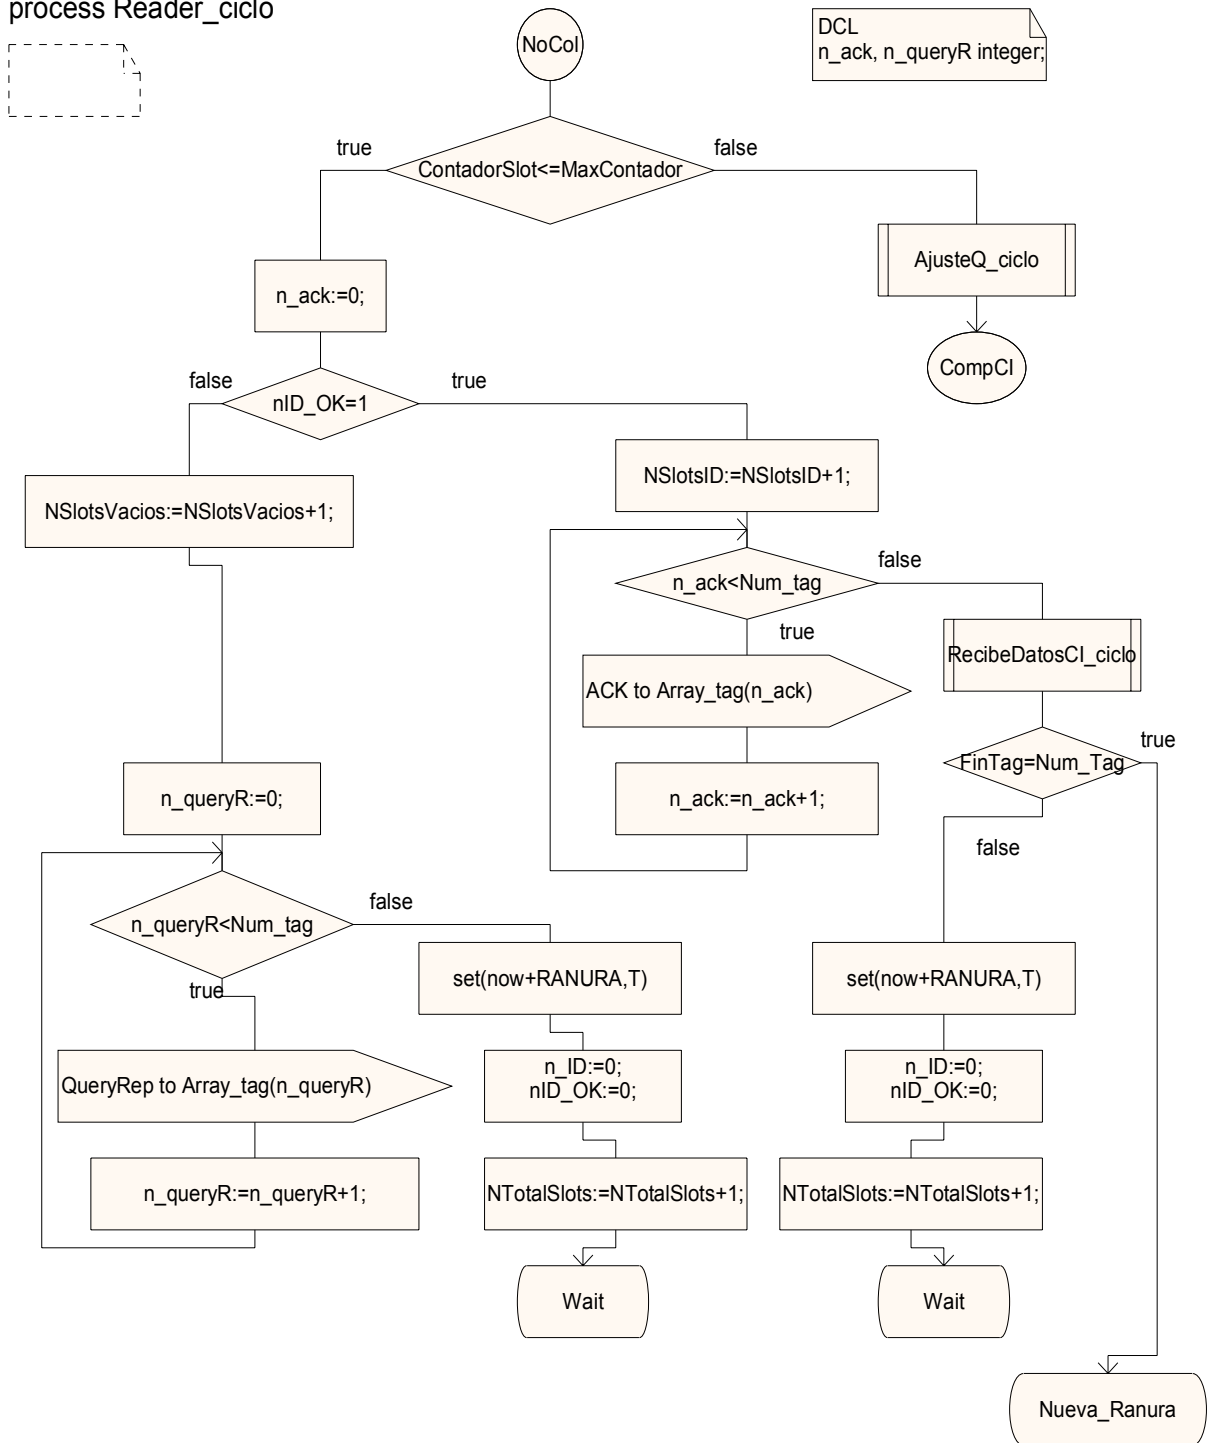 process Reader_ciclo
NoCol
DCL
n_ack, n_queryR integer;
true
false
ContadorSlot<=MaxContador
AjusteQ_ciclo
n_ack:=0;
CompCI
false
true
nID_OK=1
NSlotsID:=NSlotsID+1;
NSlotsVacios:=NSlotsVacios+1;
false
n_ack<Num_tag
true
RecibeDatosCI_ciclo
ACK to Array_tag(n_ack)
true
FinTag=Num_Tag
n_queryR:=0;
n_ack:=n_ack+1;
false
false
n_queryR<Num_tag
true
set(now+RANURA,T)
set(now+RANURA,T)
QueryRep to Array_tag(n_queryR)
n_ID:=0;
nID_OK:=0;
n_ID:=0;
nID_OK:=0;
n_queryR:=n_queryR+1;
NTotalSlots:=NTotalSlots+1;
NTotalSlots:=NTotalSlots+1;
Wait
Wait
Nueva_Ranura